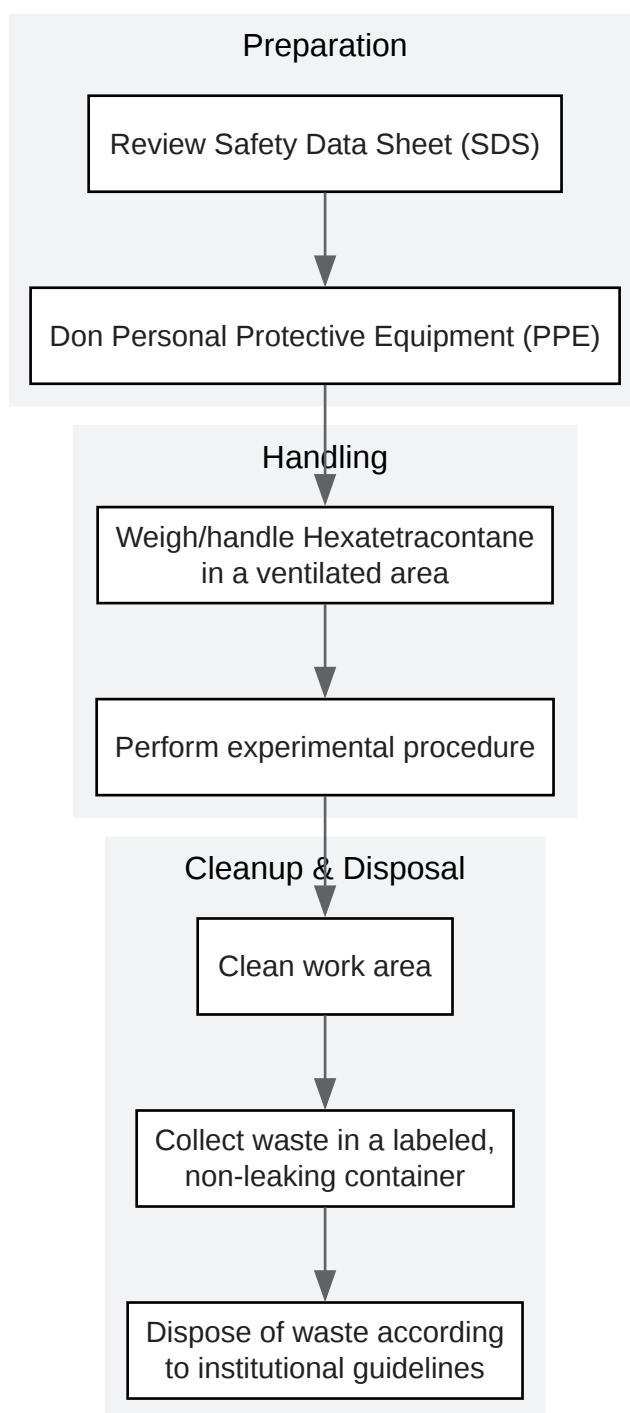 Preparation
Review Safety Data Sheet (SDS)
Don Personal Protective Equipment (PPE)
Handling
Weigh/handle Hexatetracontane
in a ventilated area
Perform experimental procedure
Cleanup & Disposal
Clean work area
Collect waste in a labeled,
non-leaking container
Dispose of waste according
to institutional guidelines